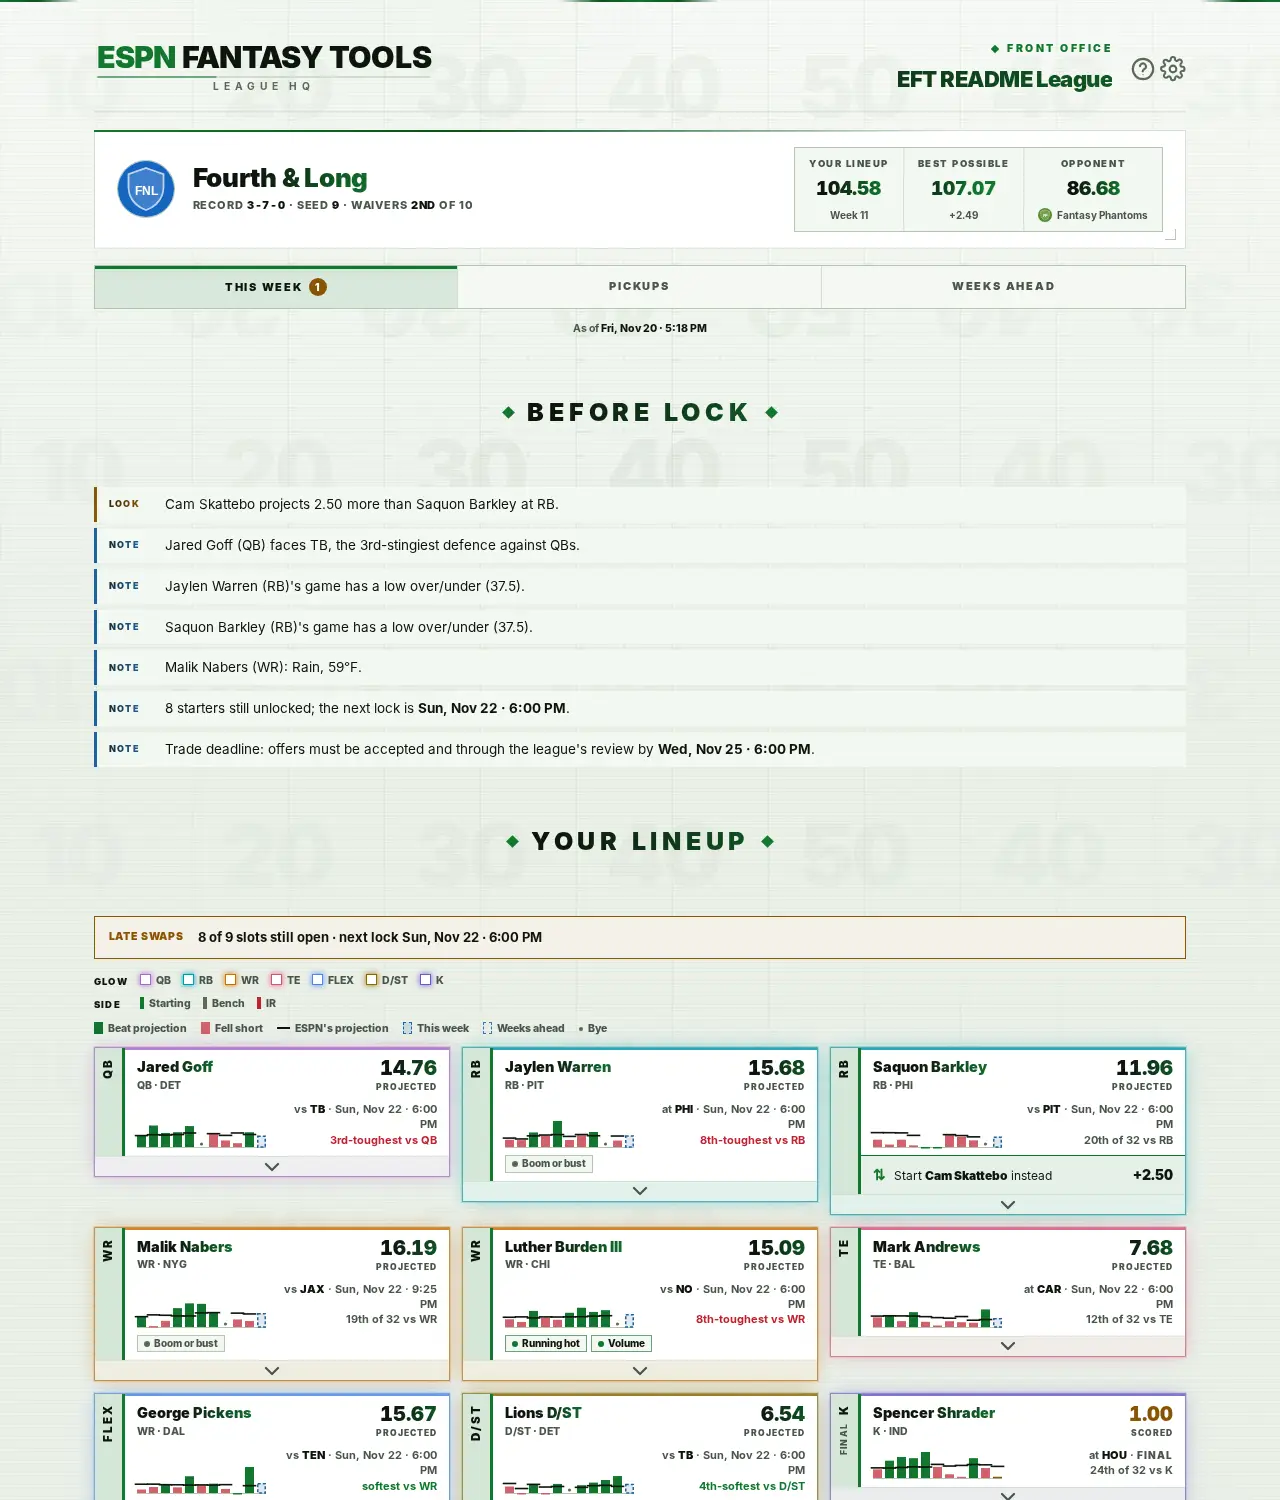 ESPN FANTASY TOOLS
LEAGUE HQ
FRONT OFFICE
EFT README League
FNL
Fourth & Long
RECORD 3-7-0 · SEED 9 · WAIVERS 2ND OF 10
YOUR LINEUP
104.58
Week 11
BEST POSSIBLE
107.07
+2.49
OPPONENT
86.68
Fantasy Phantoms
THIS WEEK 1
PICKUPS
WEEKS AHEAD
As of Fri, Nov 20 · 5:18 PM
BEFORE LOCK
LOOK Cam Skattebo projects 2.50 more than Saquon Barkley at RB.
NOTE Jared Goff (QB) faces TB, the 3rd-stingiest defence against QBs.
NOTE Jaylen Warren (RB)'s game has a low over/under (37.5).
NOTE Saquon Barkley (RB)'s game has a low over/under (37.5).
NOTE Malik Nabers (WR): Rain, 59°F.
NOTE 8 starters still unlocked; the next lock is Sun, Nov 22 · 6:00 PM.
NOTE Trade deadline: offers must be accepted and through the league's review by Wed, Nov 25 · 6:00 PM.
YOUR LINEUP
LATE SWAPS 8 of 9 slots still open · next lock Sun, Nov 22 · 6:00 PM
GLOW QB RB WR TE FLEX D/ST K
SIDE Starting Bench IR
Beat projection Fell short ESPN's projection This week Weeks ahead Bye
QB
Jared Goff
QB · DET
14.76
PROJECTED
vs TB · Sun, Nov 22 · 6:00
PM
3rd-toughest vs QB
RB
Jaylen Warren
RB · PIT
15.68
PROJECTED
at PHI · Sun, Nov 22 · 6:00
PM
8th-toughest vs RB
Boom or bust
RB
Saquon Barkley
RB · PHI
11.96
PROJECTED
vs PIT · Sun, Nov 22 · 6:00
PM
20th of 32 vs RB
Start Cam Skattebo instead +2.50
WR
Malik Nabers
WR · NYG
16.19
PROJECTED
vs JAX · Sun, Nov 22 · 9:25
PM
19th of 32 vs WR
Boom or bust
WR
Luther Burden III
WR · CHI
15.09
PROJECTED
vs NO · Sun, Nov 22 · 6:00
PM
8th-toughest vs WR
Running hot Volume
TE
Mark Andrews
TE · BAL
7.68
PROJECTED
at CAR · Sun, Nov 22 · 6:00
PM
12th of 32 vs TE
FLEX
George Pickens
WR · DAL
15.67
PROJECTED
vs TEN · Sun, Nov 22 · 6:00
PM
softest vs WR
D/ST
Lions D/ST
D/ST · DET
6.54
PROJECTED
vs TB · Sun, Nov 22 · 6:00
PM
4th-softest vs D/ST
K
FINAL
Spencer Shrader
K · IND
1.00
SCORED
at HOU · FINAL
24th of 32 vs K